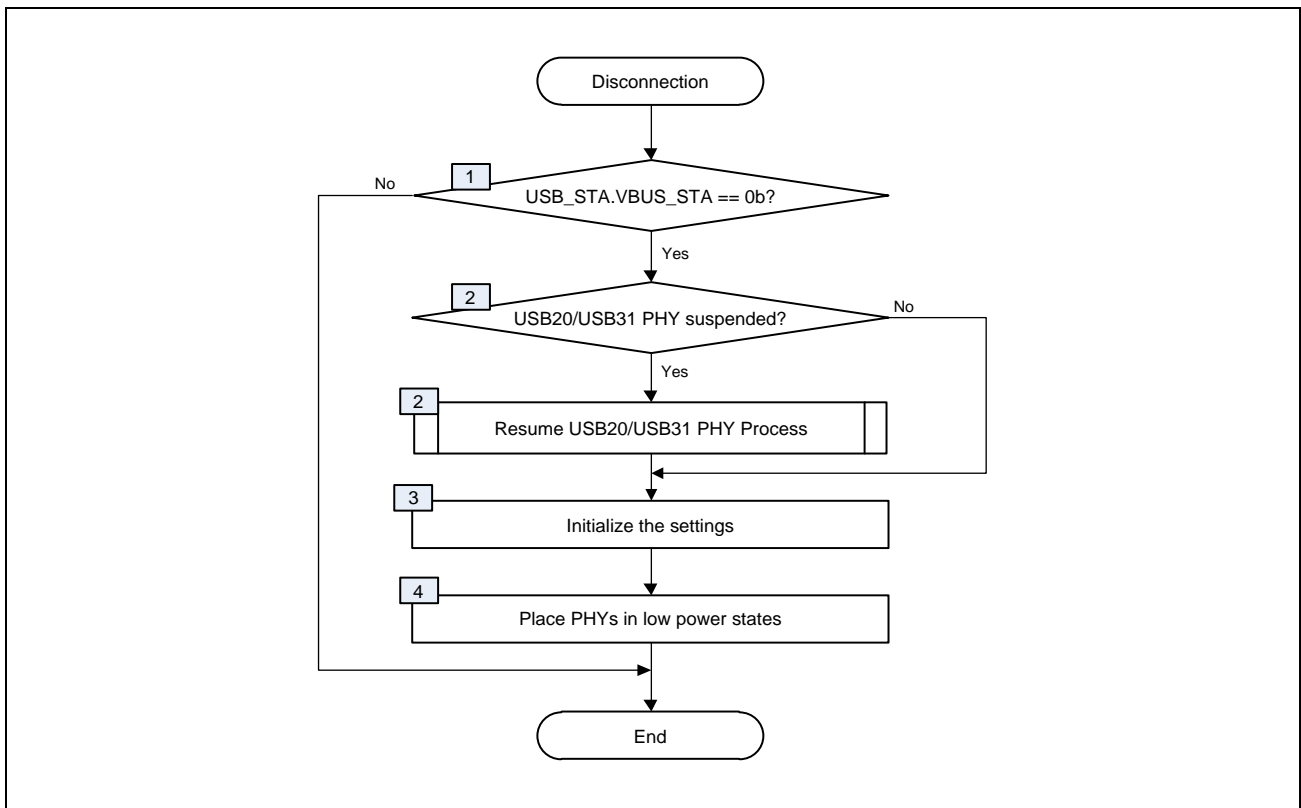 Disconnection
1
No
USB_STA.VBUS_STA == 0b?
Yes
2
No
USB20/USB31 PHY suspended?
Yes
2
Resume USB20/USB31 PHY Process
3
Initialize the settings
4
Place PHYs in low power states
End